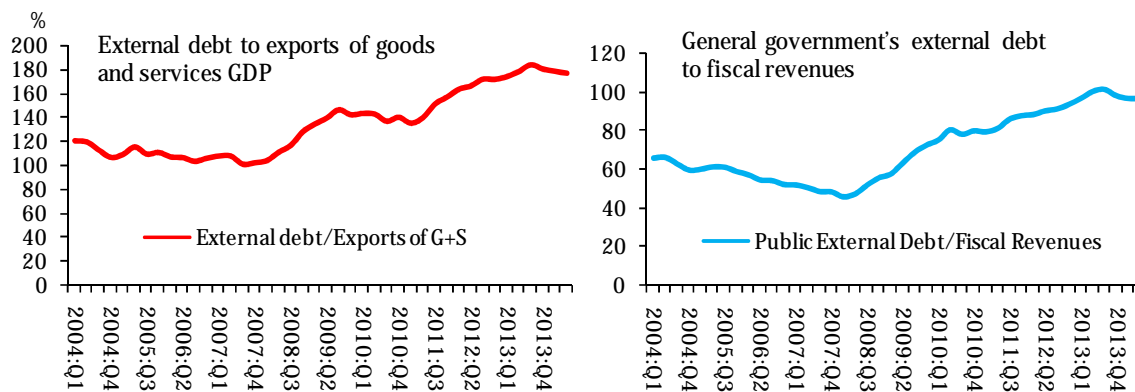 %
External debt to exports of goods
and services GDP
200
180
160
140
120
100
80
60
40
20
0
External debt/Exports of G+S
2004:Q1
2004:Q4
2005:Q3
2006:Q2
2007:Q1
2007:Q4
2008:Q3
2009:Q2
2010:Q1
2010:Q4
2011:Q3
2012:Q2
2013:Q1
2013:Q4
General government's external debt
to fiscal revenues
120
100
80
60
40
20
0
Public External Debt/Fiscal Revenues
2004:Q1
2004:Q4
2005:Q3
2006:Q2
2007:Q1
2007:Q4
2008:Q3
2009:Q2
2010:Q1
2010:Q4
2011:Q3
2012:Q2
2013:Q1
2013:Q4